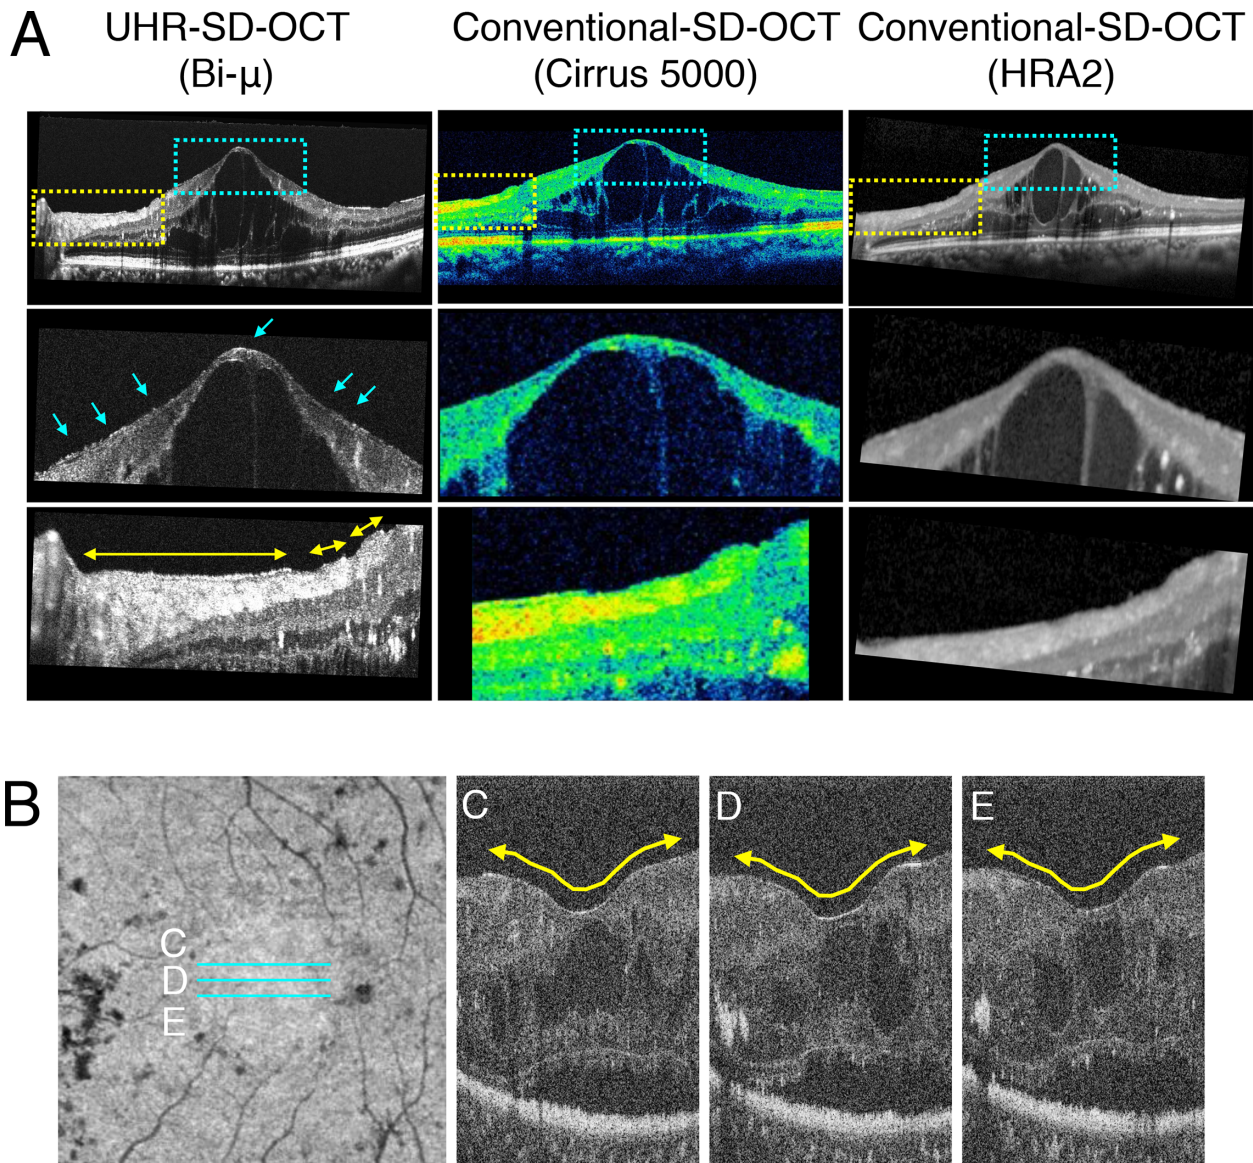 A
UHR-SD-OCT
(Bi-μ)
Conventional-SD-OCT
(Cirrus 5000)
Conventional-SD-OCT
(HRA2)
B
C
D
E
C
D
E